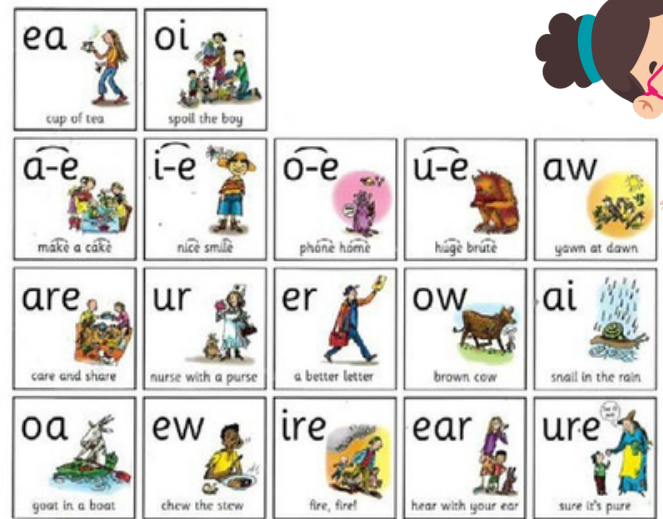 ea
cup of tea
oi
spoil the boy
a-e
make a cake
i-e
nice smile
o-e
phone home
u-e
huge brute
aw
yawn at dawn
are
care and share
ur
nurse with a purse
er
a better letter
ow
brown cow
ai
snail in the rain
oa
goat in a boat
ew
chew the stew
ire
fire, fire!
ear
hear with your ear
ure
sure it's pure